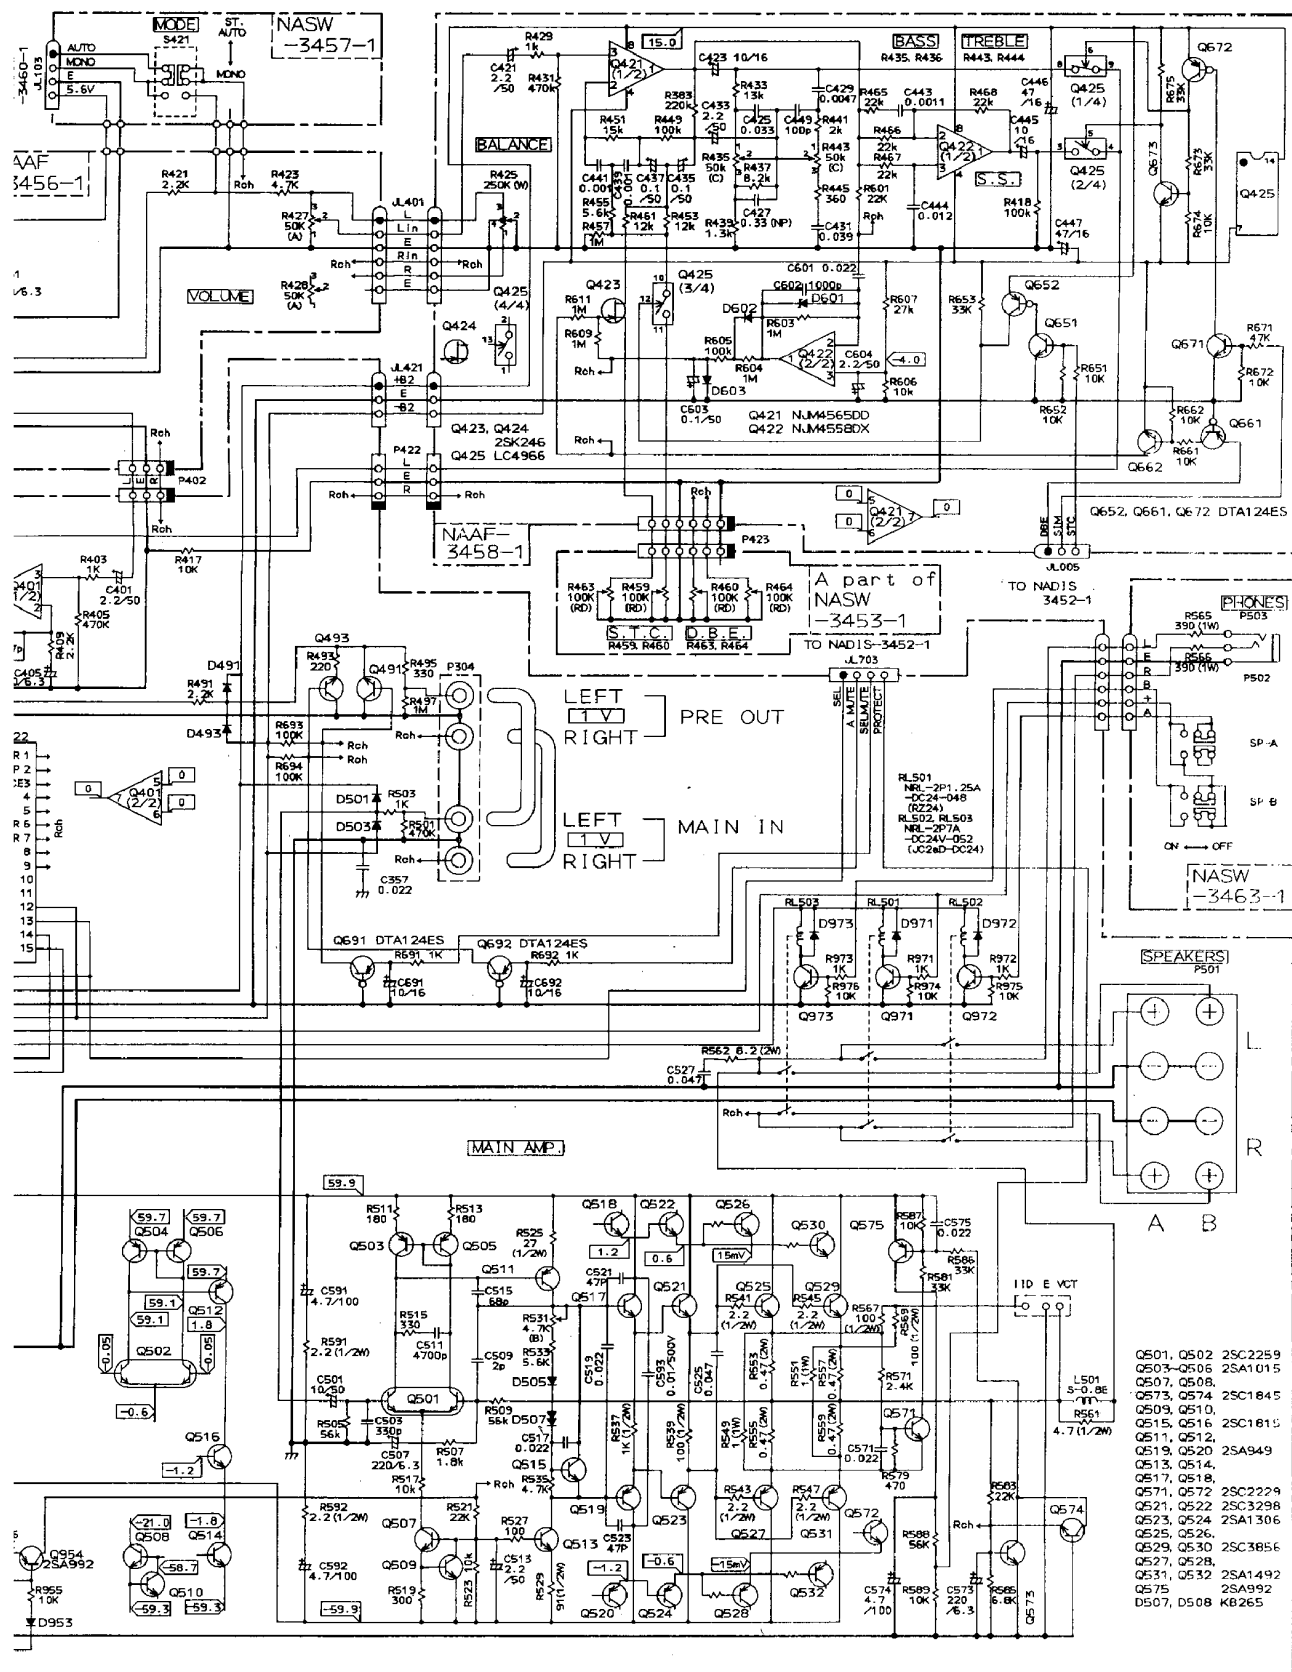 MODE
S421
ST.
AUTO
MONO
NASW
-3457-1
-3460-1
JL103
AUTO
MONO
E
5.6V
AAF
3456-1
R421
2.2K
Rch
R423
4.7K
R427
50K
(A)
R428
50K
(A)
VOLUME
BALANCE
R425
250K (W)
JL401
L
Lin
E
Rin
R
E
Rch
Rch
Q425
(4/4)
Q424
JL421
+B2
E
-B2
P422
L
E
R
Rch
Rch
P402
Rch
Rch
R429
1k
C421
2.2
/50
R431
470k
Q421
(1/2)
15.0
C423 10/16
BASS
R435, R436
TREBLE
R443, R444
R383
220k
R433
13k
C429
0.0047
R465
22k
C443
0.0011
R468
22k
C446
47
/16
C445
10
/16
R451
15k
R449
100k
C433
2.2
/50
C425
0.033
C449
100p
R441
2k
R466
22k
R467
22k
Q422
(1/2)
S.S.
C441
0.001
C439
0.001
C437
0.1
/50
C435
0.1
/50
R435
50k
(C)
R437
8.2k
R443
50k
(C)
R445
360
R601
22K
Rch
R455
5.6k
R457
1M
R461
12k
R453
12k
R439
1.3k
C427
0.33 (NP)
C431
0.039
C444
0.012
R418
100k
C447
47/16
Q425
(1/4)
Q425
(2/4)
Q672
R675
33K
Q673
R673
33K
R674
10K
Q425
14
7
Q423
R611
1M
R609
1M
Rch
Q425
(3/4)
C601 0.022
C602 1000p
D601
D602
R603
1M
R605
100k
R604
1M
Q422
(2/2)
D603
C603
0.1/50
C604
2.2/50
R607
27k
-4.0
R606
10k
R653
33K
Q652
Q651
R651
10K
R652
10K
Q671
R671
47K
R672
10K
R662
10K
R661
10K
Q661
Q662
Q421 NJM4565DD
Q422 NJM4558DX
Q423, Q424
2SK246
Q425 LC4966
Rch
Rch
0
0
Q421
(2/2)
0
Q652, Q661, Q672 DTA124ES
DBE
SIM
STC
JL005
TO NADIS
3452-1
NAAF-
3458-1
P423
R463
100K
(RD)
R459
100K
(RD)
R460
100K
(RD)
R464
100K
(RD)
S.T.C.
R459, R460
D.B.E.
R463, R464
A part of
NASW
-3453-1
TO NADIS-3452-1
JL703
SEL
A MUTE
SELMUTE
PROTECT
R403
1K
R417
10K
C401
2.2/50
R405
470K
R409
2.2K
Q401
(1/2)
C405
Q493
R493
220
Q491
R495
330
R497
1M
D491
R491
2.2K
D493
P304
LEFT
1 V
RIGHT
PRE OUT
R693
100K
R694
100K
Rch
Rch
Rch
D501
R503
1K
D503
R501
470K
Rch
C357
0.022
LEFT
1 V
RIGHT
MAIN IN
0
Q401
(2/2)
0
0
PHONES
P503
R565
390 (1W)
R566
390 (1W)
P502
L
E
R
B
+
A
SP-A
SP-B
ON ←→ OFF
NASW
-3463-1
RL501
NRL-2P1.25A
-DC24-048
(RZ24)
RL502, RL503
NRL-2P7A
-DC24V-052
(JC2aD-DC24)
RL503
RL501
RL502
D973
D971
D972
R973
1K
R971
1K
R972
1K
R976
10K
R974
10K
R975
10K
Q973
Q971
Q972
Q691 DTA124ES
R691 1K
Q692 DTA124ES
R692 1K
C691
10/16
C692
10/16
SPEAKERS
P501
L
R
A B
R562 8.2 (2W)
C527
0.047
Rch
MAIN AMP.
59.7
59.7
Q504
Q506
59.7
59.1
59.1
Q512
1.8
-0.05
-0.05
Q502
-0.6
Q516
-1.2
-21.0
-1.8
Q508
Q514
-58.7
Q510
-59.3
-59.3
Q954
2SA992
R955
10K
D953
59.9
R511
180
R513
180
Q503
Q505
C591
4.7/100
R591
2.2 (1/2W)
R515
330
C511
4700p
C501
10/50
R505
56k
C503
330p
C507
220/6.3
Q501
R509
56k
R507
1.8k
R517
10k
R521
22K
Rch
R592
2.2 (1/2W)
C592
4.7/100
Q507
Q509
R519
300
R523 10k
-59.9
R525
27
(1/2W)
Q511
C515
68p
C509
2p
R531
4.7K
(B)
R533
5.6K
D505
D507
C517
0.022
Q515
R535
4.7K
R527
100
C513
2.2
/50
Q513
R529
91(1/2W)
Q518
Q522
Q526
Q530
1.2
0.6
15mV
C521
47P
Q517
Q521
Q525
Q529
C519
0.022
C593
0.01/500V
C525
0.047
R537
1K (1/2W)
R539
100 (1/2W)
R541
2.2
(1/2W)
R545
2.2
(1/2W)
R553
0.47 (2W)
R551
1 (1W)
R557
0.47 (2W)
R549
1 (1W)
R555
0.47 (2W)
R559
0.47 (2W)
R543
2.2
(1/2W)
R547
2.2
(1/2W)
Q519
Q523
Q527
Q531
C523
47P
-1.2
-0.6
-15mV
Q520
Q524
Q528
Q532
Q575
R587
10K
C575
0.022
R586
33K
R581
33K
R567
100 (1/2W)
R569
100 (1/2W)
R571
2.4K
Q571
C571
0.022
R579
470
Q572
R588
56K
R589
10K
C574
4.7
/100
C573
220
/6.3
R583
22K
Rch
R585
6.8K
Q573
Q574
L501
S-0.8E
R561
4.7 (1/2W)
E VCT
Q501, Q502 2SC2259
Q503~Q506 2SA1015
Q507, Q508,
Q573, Q574 2SC1845
Q509, Q510,
Q515, Q516 2SC1815
Q511, Q512,
Q519, Q520 2SA949
Q513, Q514,
Q517, Q518,
Q571, Q572 2SC2229
Q521, Q522 2SC3298
Q523, Q524 2SA1306
Q525, Q526,
Q529, Q530 2SC3856
Q527, Q528,
Q531, Q532 2SA1492
Q575 2SA992
D507, D508 KB265